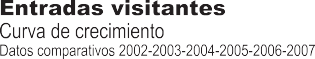 Entradas visitantes
Curva de crecimiento
Datos comparativos 2002-2003-2004-2005-2006-2007